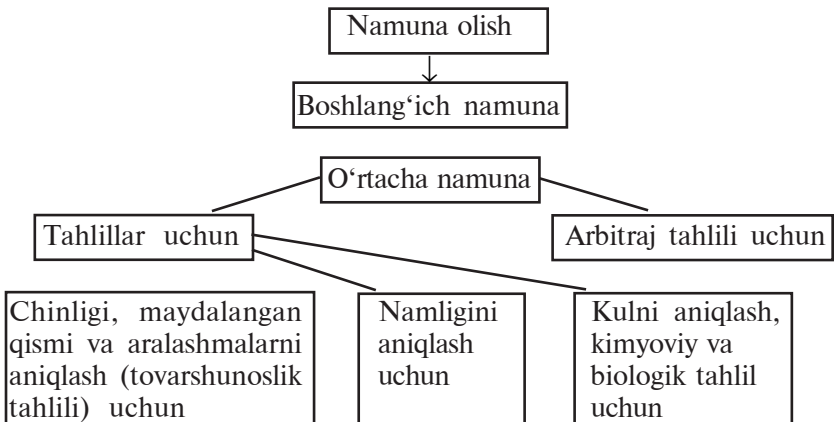 Namuna olish
Boshlang‘ich namuna
O‘rtacha namuna
Tahlillar uchun
Arbitraj tahlili uchun
Chinligi, maydalangan
qismi va aralashmalarni
aniqlash (tovarshunoslik
tahlili) uchun
Namligini
aniqlash
uchun
Kulni aniqlash,
kimyoviy va
biologik tahlil
uchun